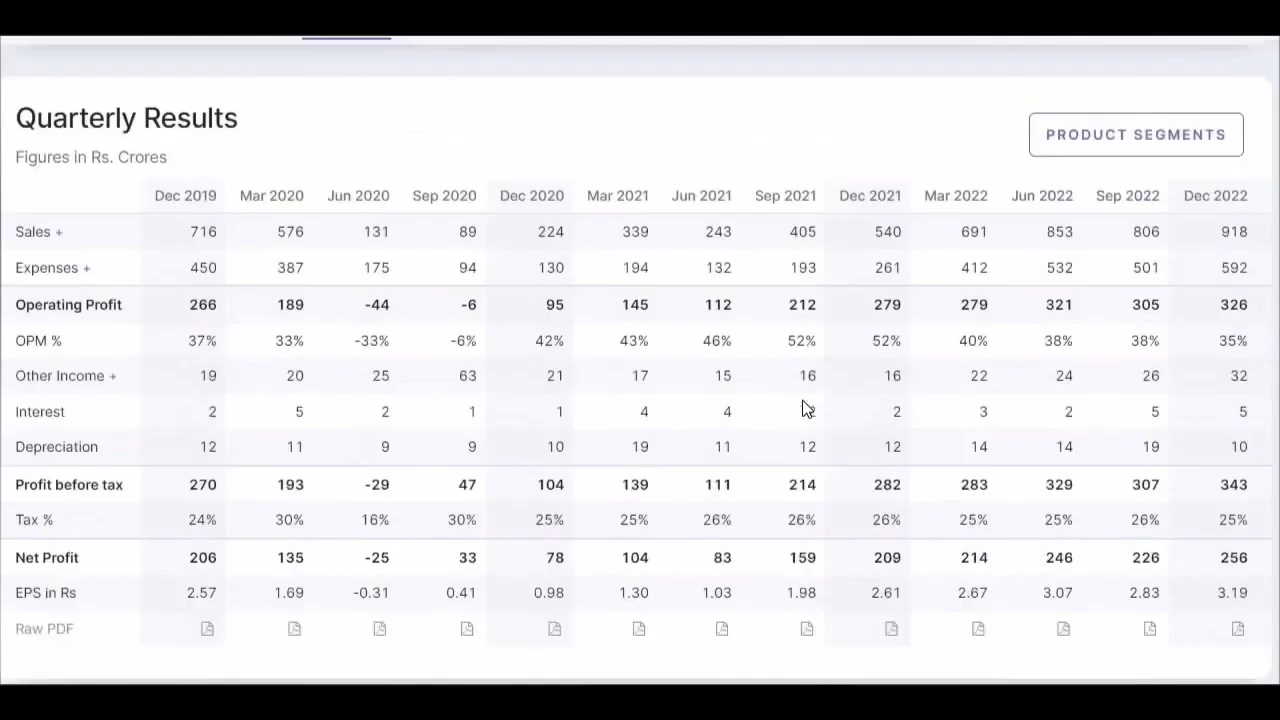 Quarterly Results
PRODUCT SEGMENTS
Figures in Rs. Crores
Dec 2019 Mar 2020 Jun 2020 Sep 2020 Dec 2020 Mar 2021 Jun 2021 Sep 2021 Dec 2021 Mar 2022 Jun 2022 Sep 2022 Dec 2022
Sales + 716 576 131 89 224 339 243 405 540 691 853 806 918
Expenses + 450 387 175 94 130 194 132 193 261 412 532 501 592
Operating Profit 266 189 -44 -6 95 145 112 212 279 279 321 305 326
OPM % 37% 33% -33% -6% 42% 43% 46% 52% 52% 40% 38% 38% 35%
Other Income + 19 20 25 63 21 17 15 16 16 22 24 26 32
Interest 2 5 2 1 1 4 4 2 3 2 5 5
Depreciation 12 11 9 9 10 19 11 12 12 14 14 19 10
Profit before tax 270 193 -29 47 104 139 111 214 282 283 329 307 343
Tax % 24% 30% 16% 30% 25% 25% 26% 26% 26% 25% 25% 26% 25%
Net Profit 206 135 -25 33 78 104 83 159 209 214 246 226 256
EPS in Rs 2.57 1.69 -0.31 0.41 0.98 1.30 1.03 1.98 2.61 2.67 3.07 2.83 3.19
Raw PDF